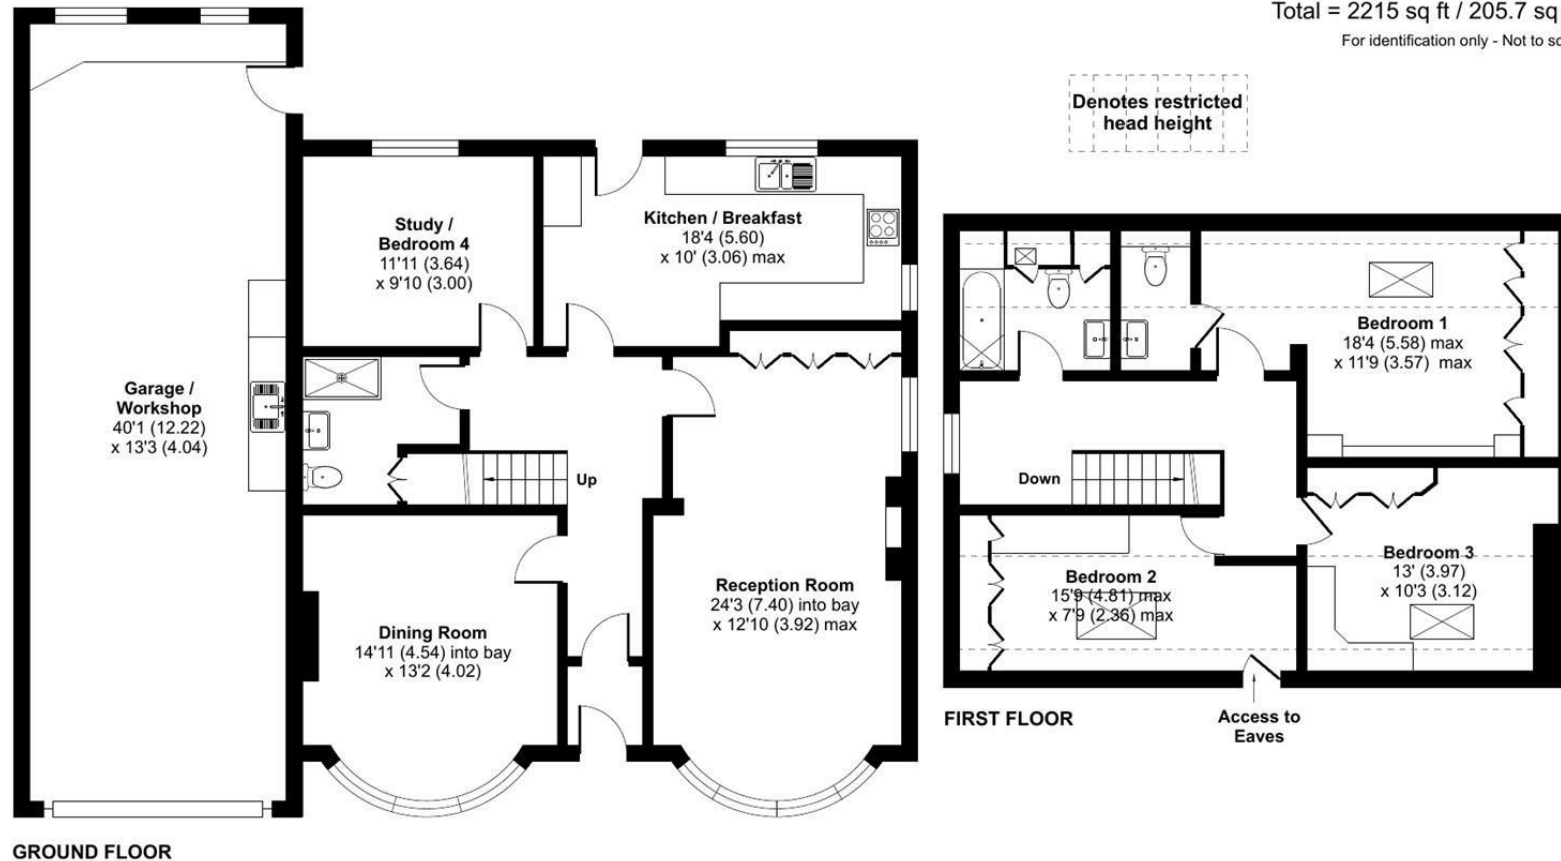 Total = 2215 sq ft / 205.7 sq
For identification only - Not to sc
Denotes restricted
head height
Study /
Bedroom 4
11'11 (3.64)
x 9'10 (3.00)
Kitchen / Breakfast
18'4 (5.60)
x 10' (3.06) max
Garage /
Workshop
40'1 (12.22)
x 13'3 (4.04)
Up
Dining Room
14'11 (4.54) into bay
x 13'2 (4.02)
Reception Room
24'3 (7.40) into bay
x 12'10 (3.92) max
GROUND FLOOR
Bedroom 1
18'4 (5.58) max
x 11'9 (3.57) max
Down
Bedroom 2
15'9 (4.81) max
x 7'9 (2.36) max
Bedroom 3
13' (3.97)
x 10'3 (3.12)
FIRST FLOOR
Access to
Eaves